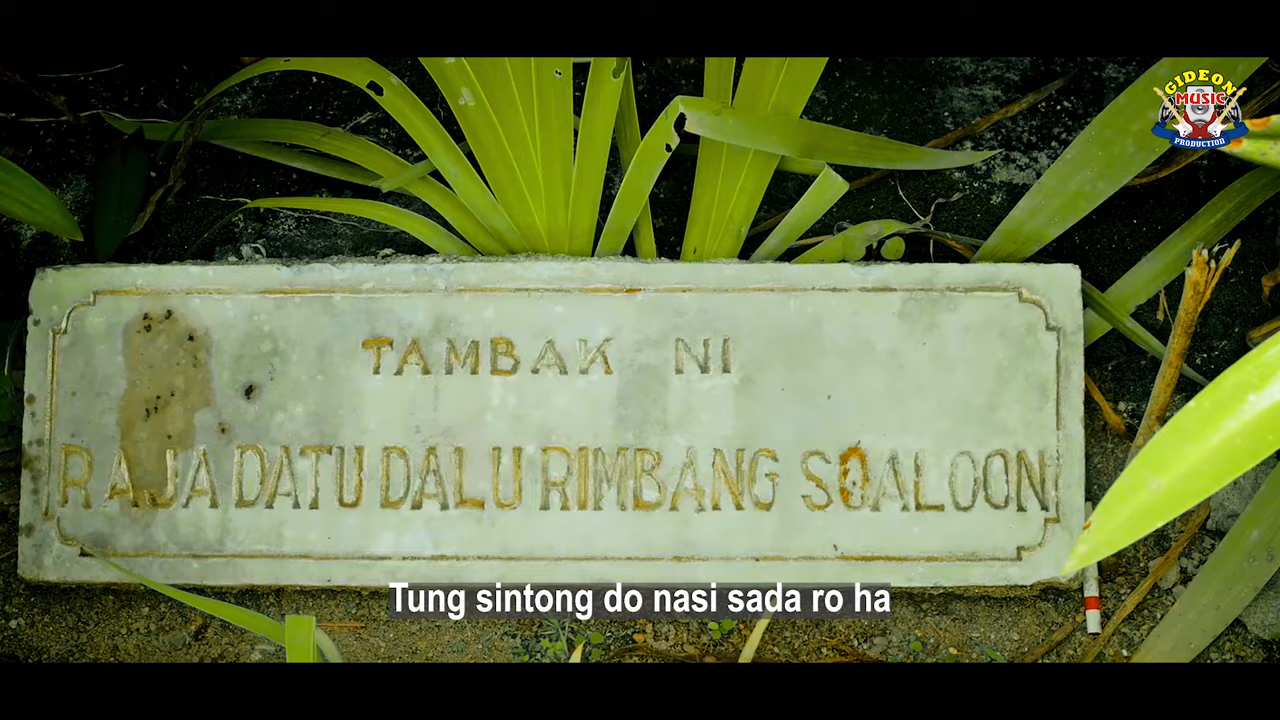 GIDEON
MUSIC
PRODUCTION
TAMBAK NI
RAJA DATU DALU RIMBANG SOALOON
Tung sintong do nasi sada ro ha